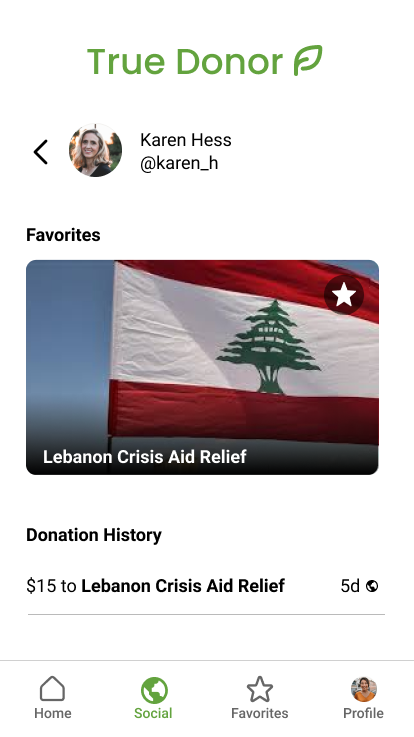 True Donor
Karen Hess
@karen_h
Favorites
Lebanon Crisis Aid Relief
Donation History
$15 to Lebanon Crisis Aid Relief 5d
Home Social Favorites Profile